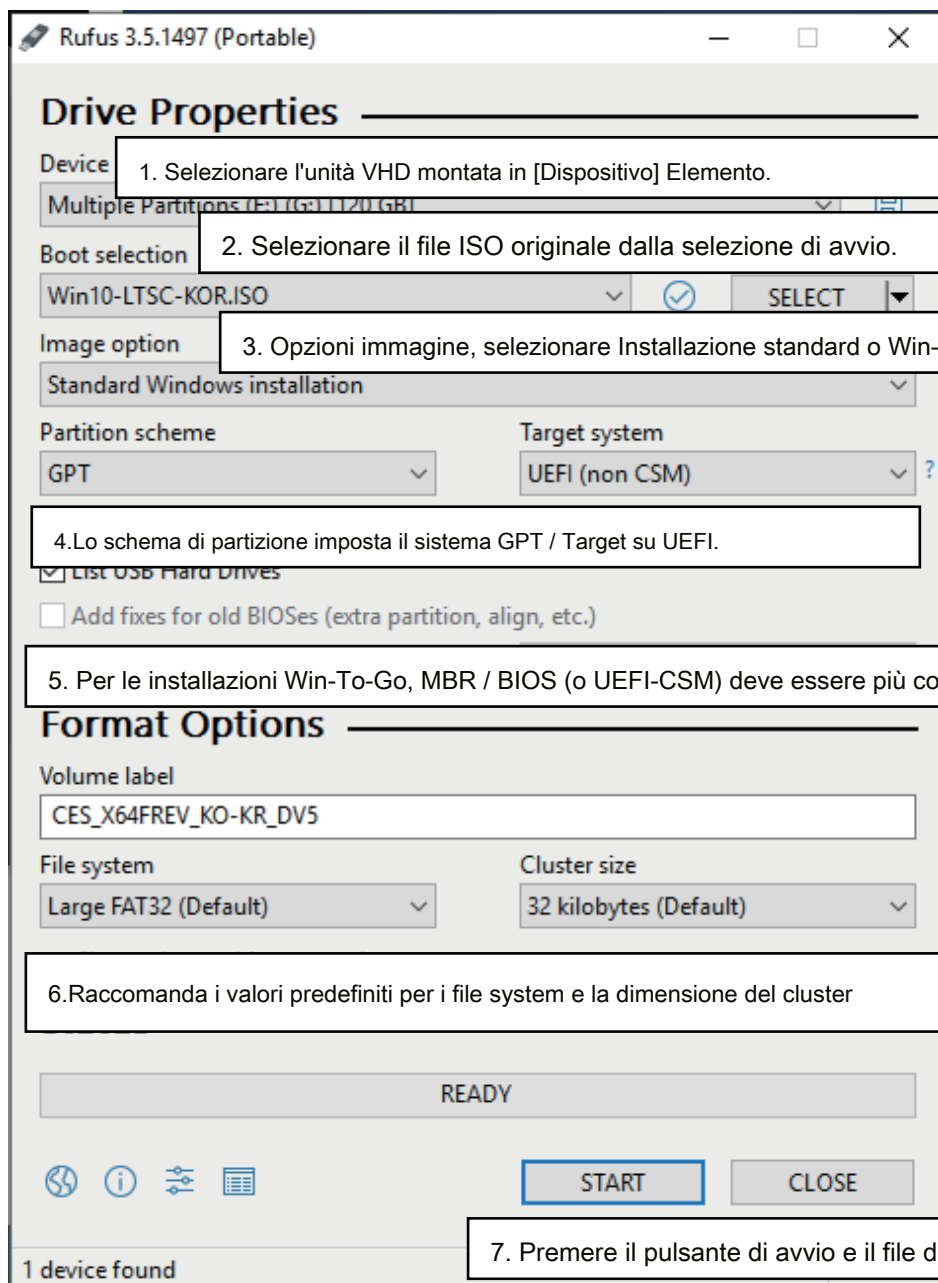 Rufus 3.5.1497 (Portable)
Drive Properties
Device
1. Selezionare l'unità VHD montata in [Dispositivo] Elemento.
Multiple Partitions (E:) (G:) [120 GB]
Boot selection
2. Selezionare il file ISO originale dalla selezione di avvio.
Win10-LTSC-KOR.ISO
SELECT
Image option
3. Opzioni immagine, selezionare Installazione standard o Win-
Standard Windows installation
Partition scheme
Target system
GPT
UEFI (non CSM)
?
4.Lo schema di partizione imposta il sistema GPT / Target su UEFI.
List USB Hard Drives
Add fixes for old BIOSes (extra partition, align, etc.)
5. Per le installazioni Win-To-Go, MBR / BIOS (o UEFI-CSM) deve essere più co
Format Options
Volume label
CES_X64FREV_KO-KR_DV5
File system
Cluster size
Large FAT32 (Default)
32 kilobytes (Default)
6.Raccomanda i valori predefiniti per i file system e la dimensione del cluster
READY
START
CLOSE
7. Premere il pulsante di avvio e il file d
1 device found